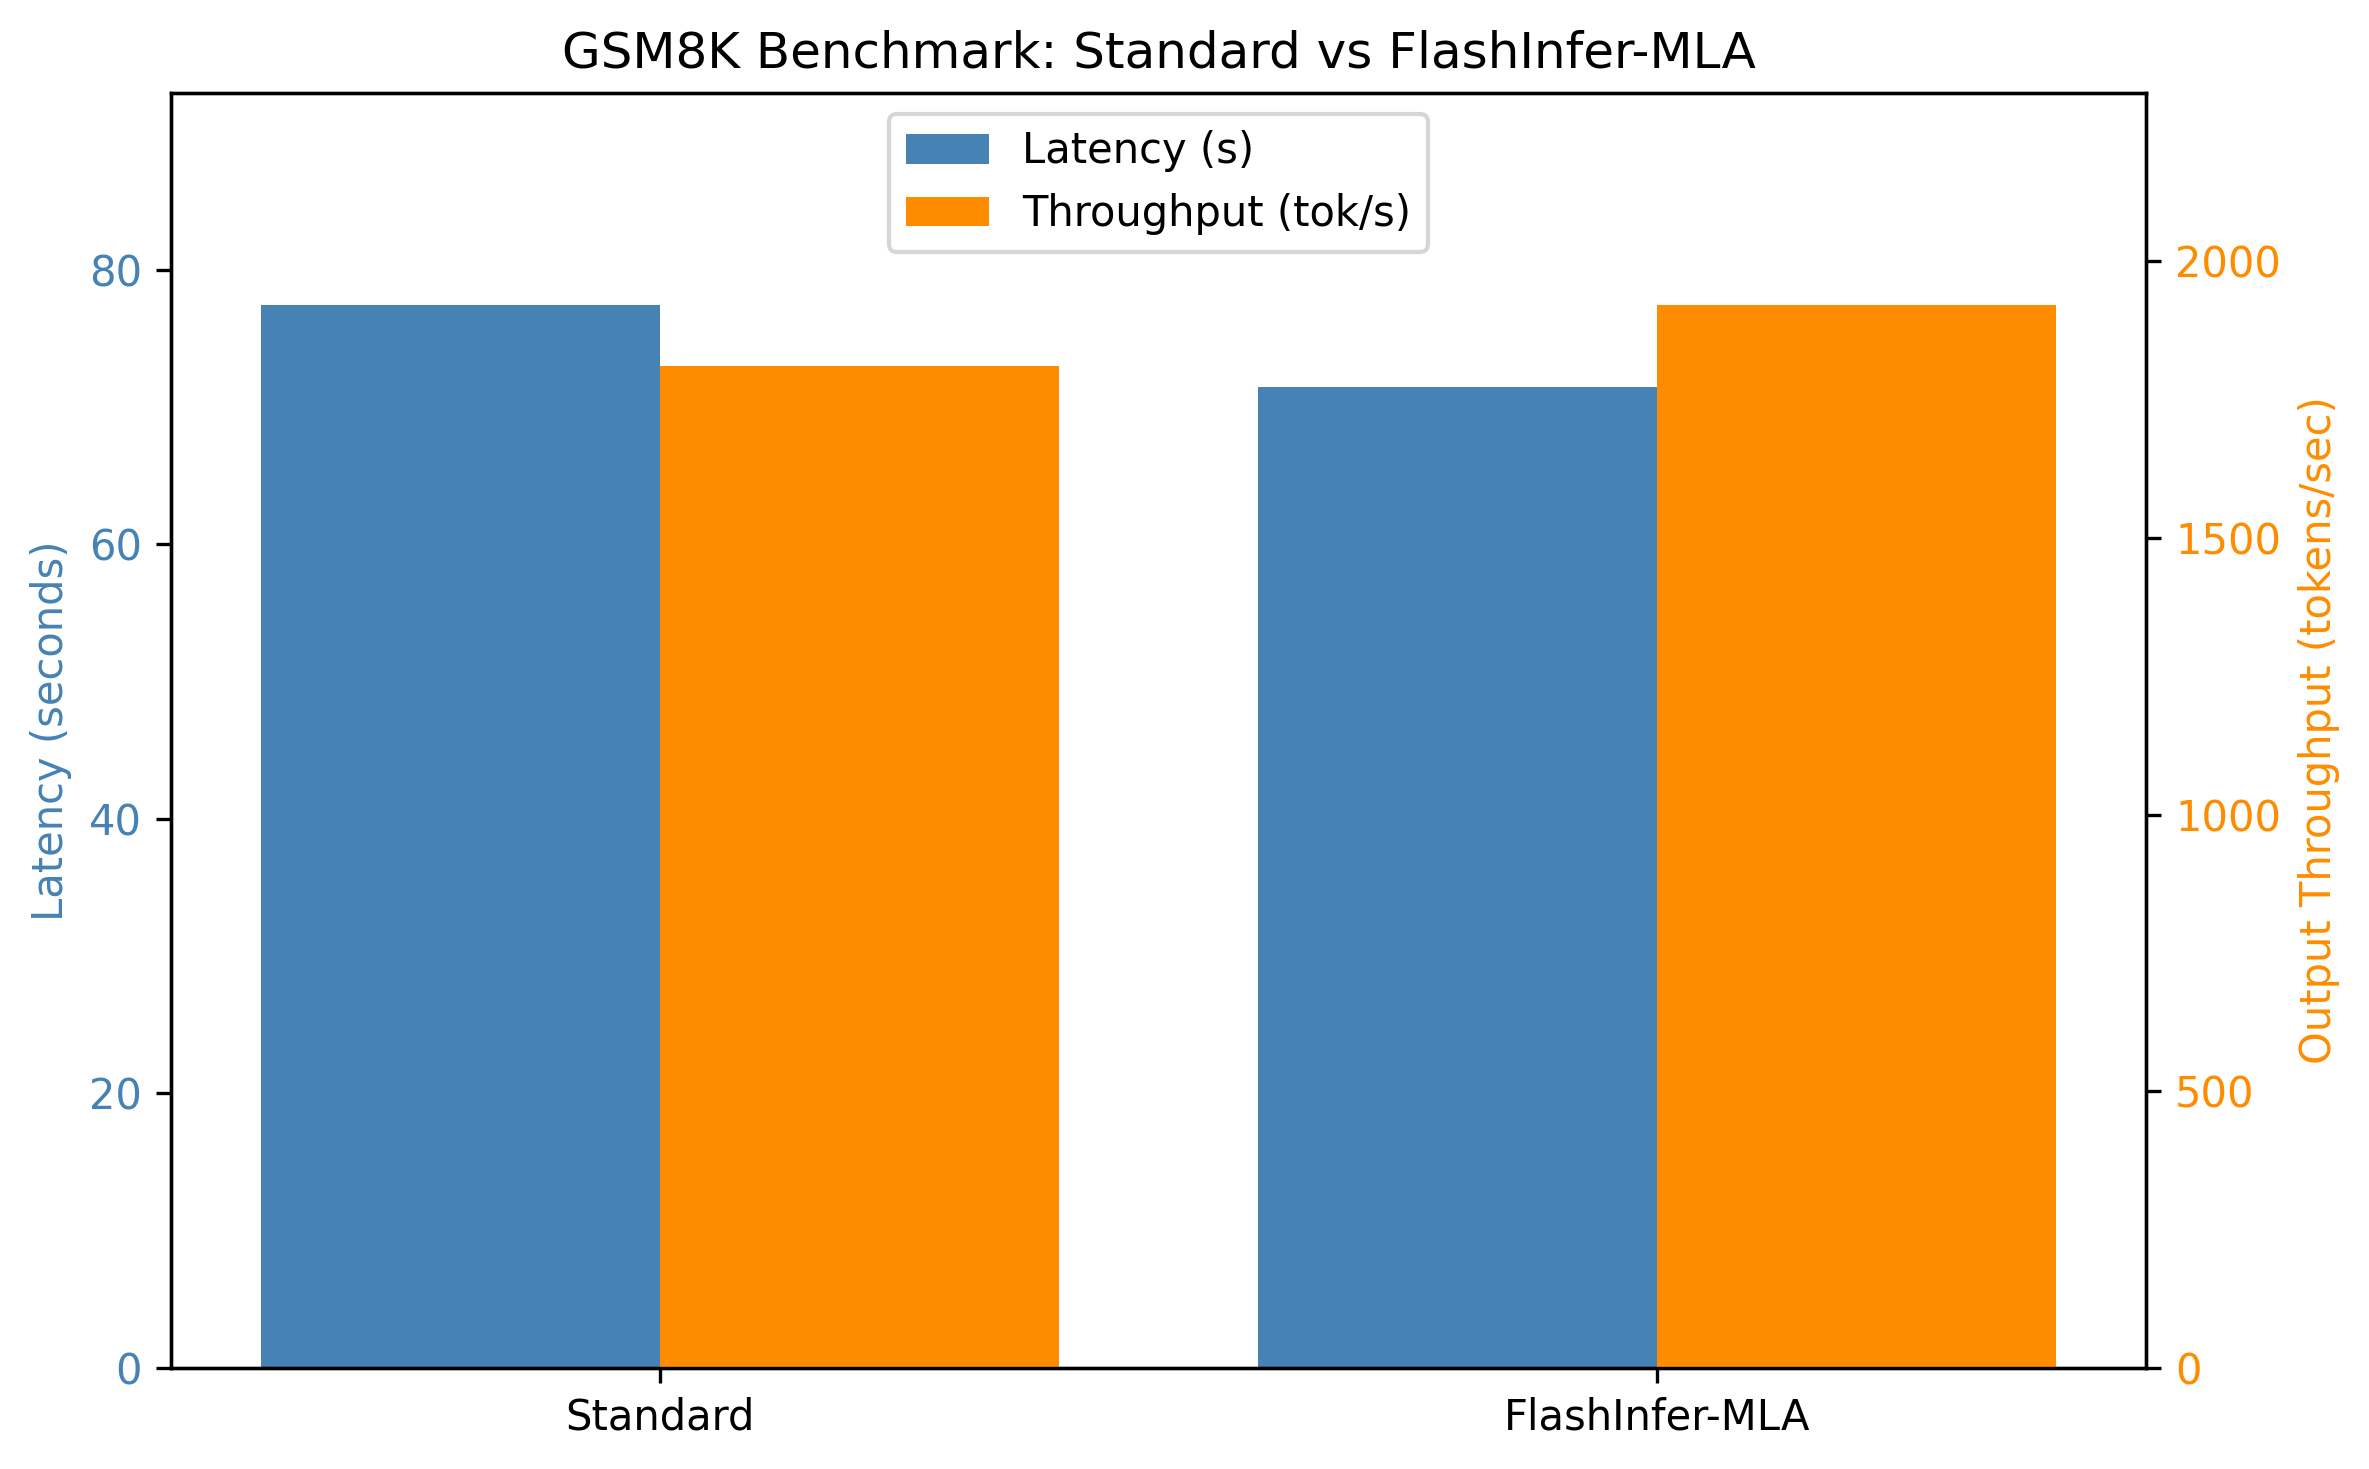 GSM8K Benchmark: Standard vs FlashInfer-MLA
Latency (s)
Throughput (tok/s)
Latency (seconds)
80
60
40
20
0
2000
1500
1000
500
0
Output Throughput (tokens/sec)
Standard
FlashInfer-MLA